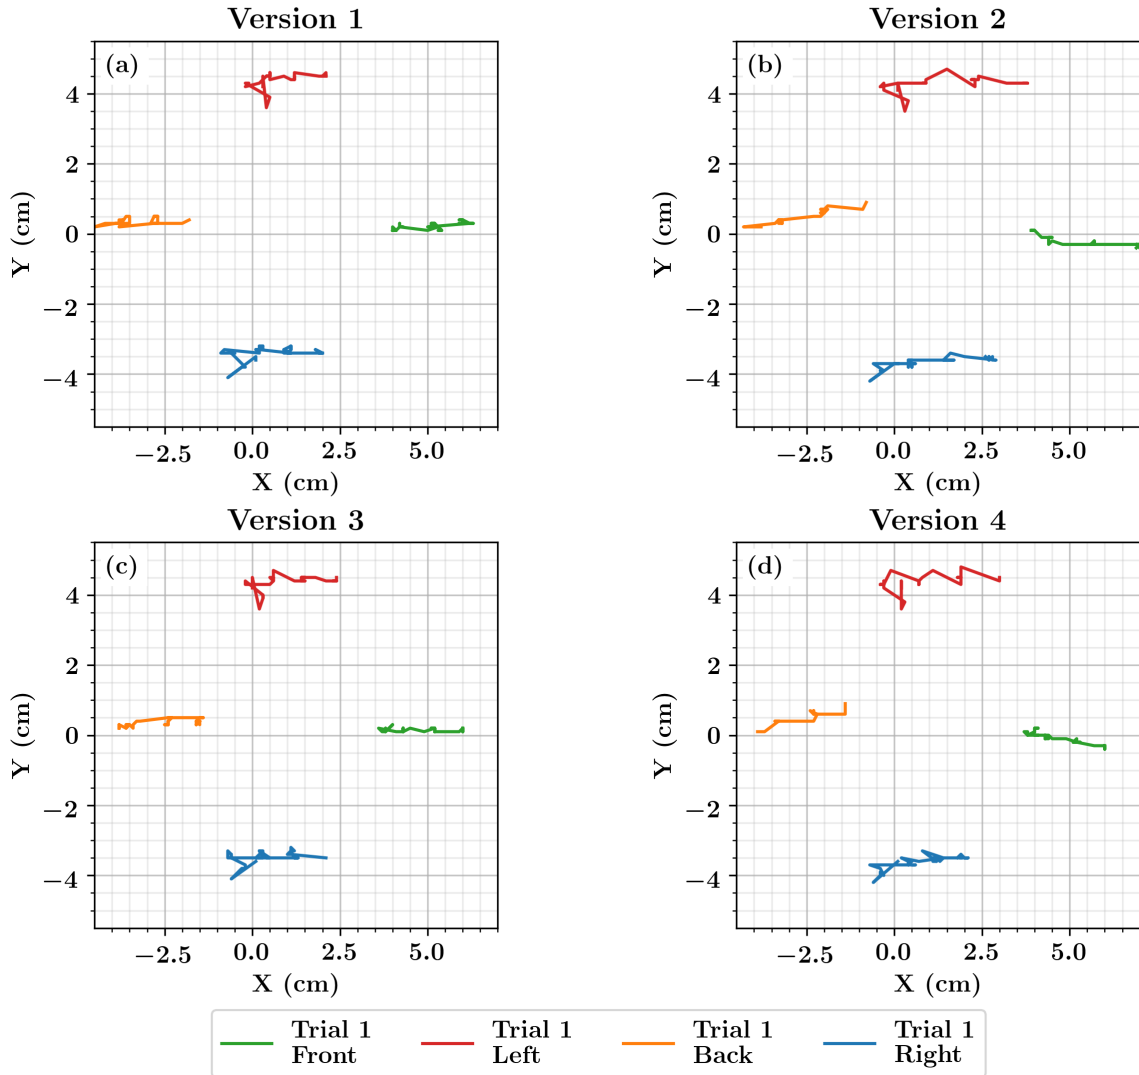 Version 1
Version 2
(a)
(b)
4
2
0
−2
−4
Y (cm)
−2.5 0.0 2.5 5.0
X (cm)
4
2
0
−2
−4
Y (cm)
−2.5 0.0 2.5 5.0
X (cm)
Version 3
Version 4
(c)
(d)
4
2
0
−2
−4
Y (cm)
−2.5 0.0 2.5 5.0
X (cm)
4
2
0
−2
−4
Y (cm)
−2.5 0.0 2.5 5.0
X (cm)
Trial 1
Front
Trial 1
Left
Trial 1
Back
Trial 1
Right